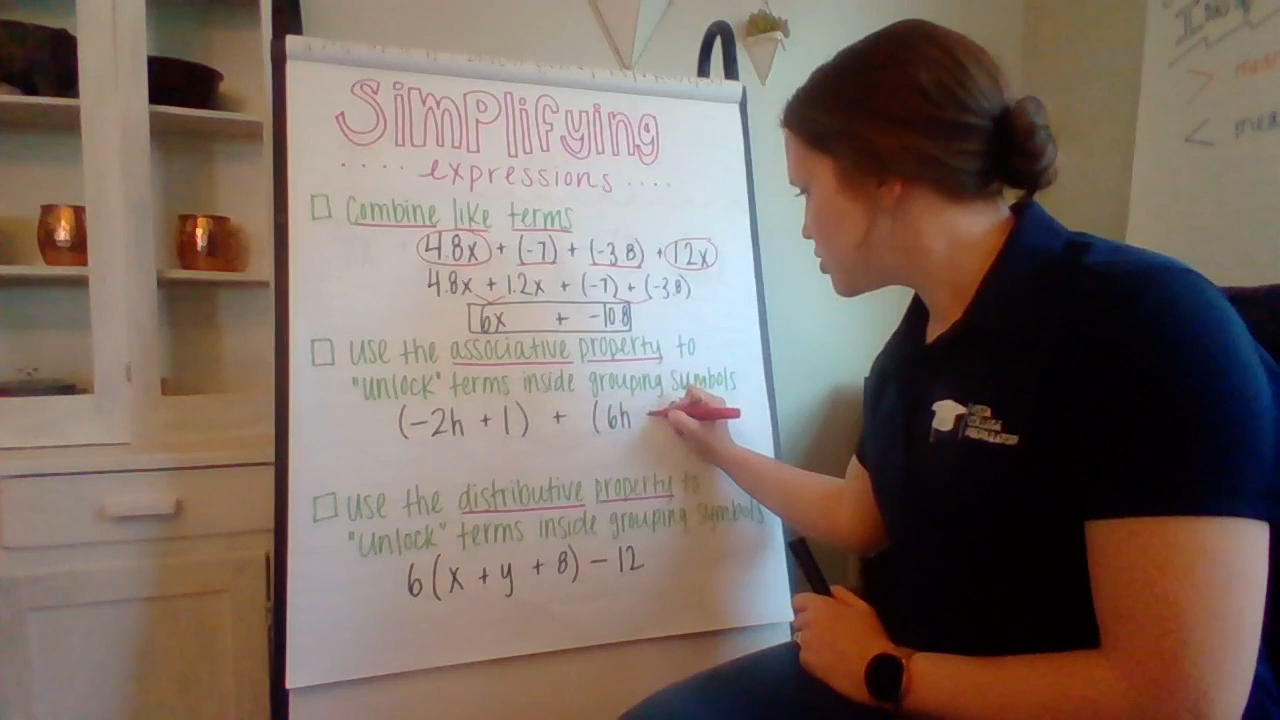 Simplifying
.... expressions ....
Combine like terms
4.8x + (-7) + (-3.8) + 1.2x
4.8x + 1.2x + (-7) + (-3.8)
6x + -10.8
use the associative property to
"unlock" terms inside grouping symbols
(-2h + 1) + (6h
use the distributive property to
"unlock" terms inside grouping symbols
6(x + y + 8) - 12
>
<